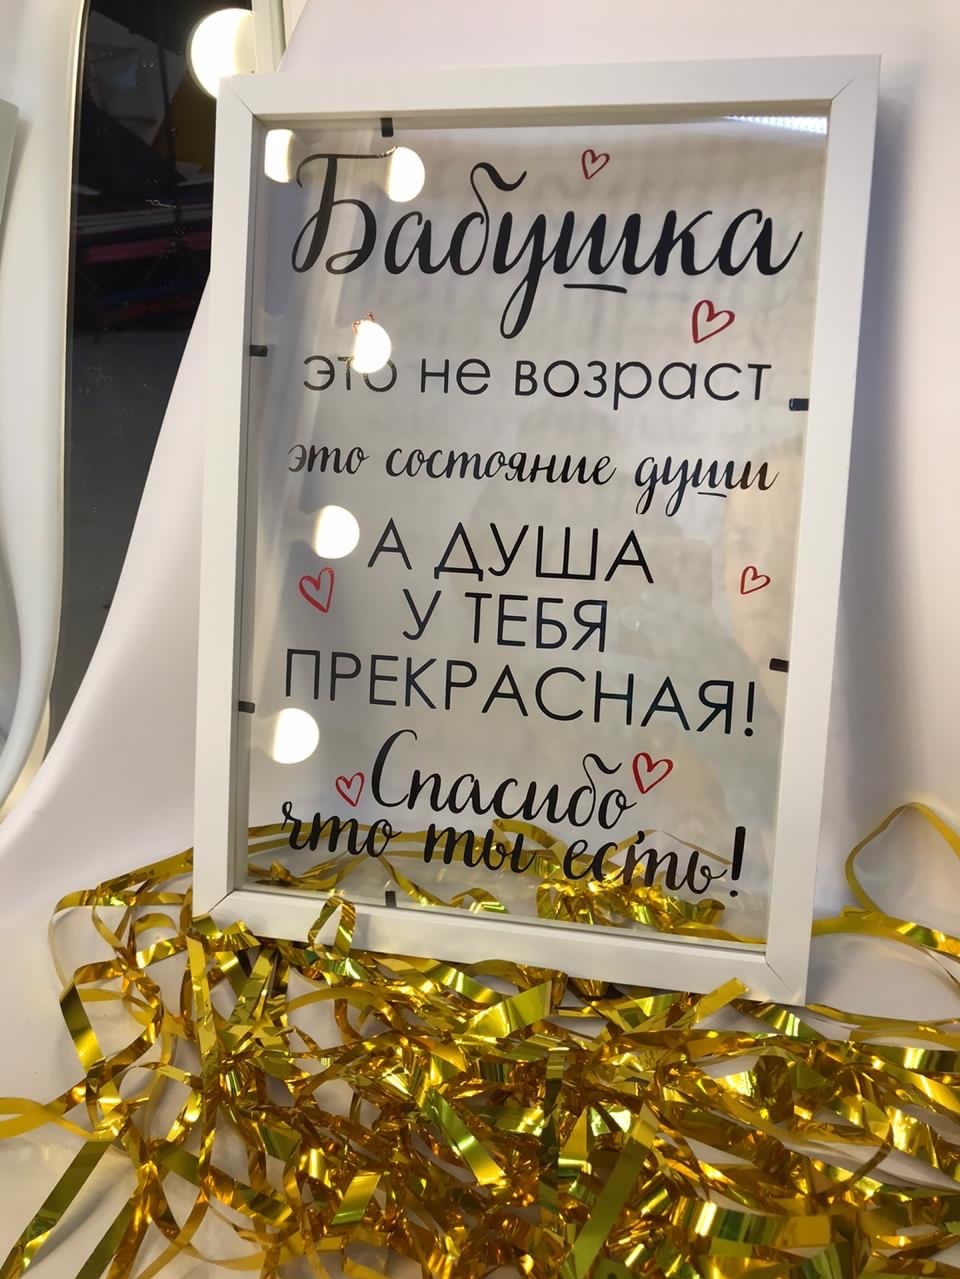 Бабушка
это не возраст
это состояние души
А ДУША
У ТЕБЯ
ПРЕКРАСНАЯ!
Спасибо,
что ты есть!